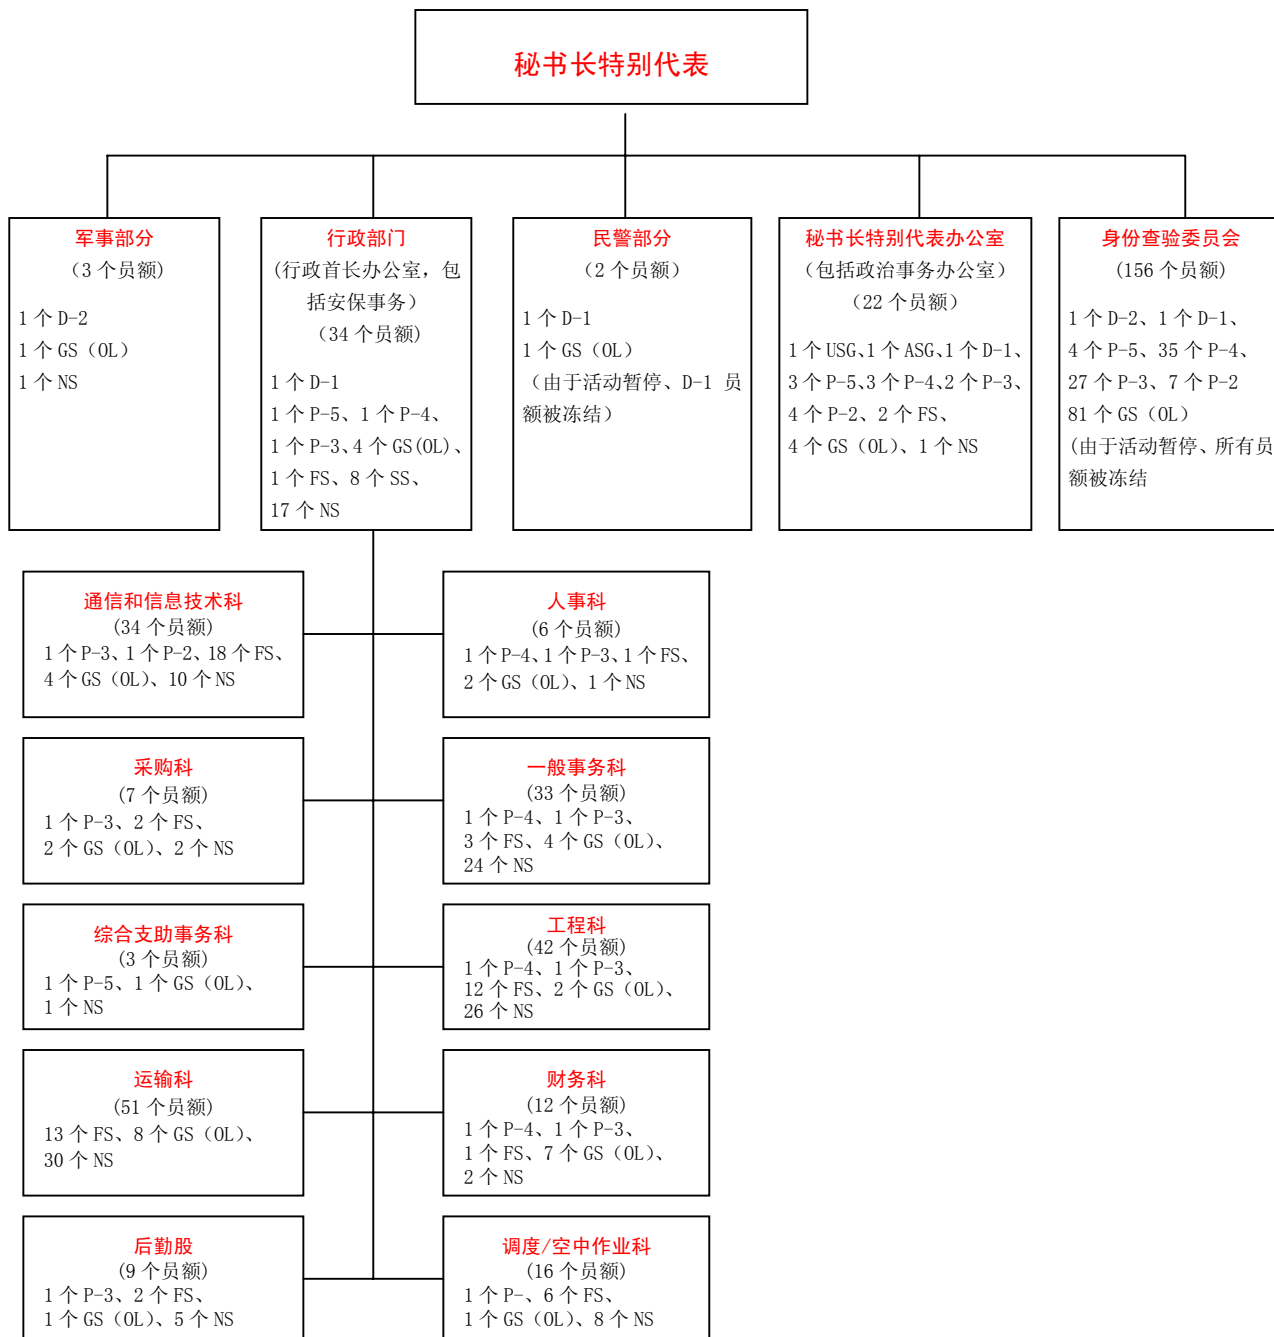 秘书长特别代表
军事部分
（3 个员额）
1 个 D-2
1 个 GS（OL）
1 个 NS
行政部门
(行政首长办公室，包
括安保事务）
（34 个员额）
1 个 D-1
1 个 P-5、1 个 P-4、
1 个 P-3、4 个 GS(OL)、
1 个 FS、8 个 SS、
17 个 NS
民警部分
（2 个员额）
1 个 D-1
1 个 GS（OL）
（由于活动暂停、D-1 员
额被冻结）
秘书长特别代表办公室
（包括政治事务办公室）
（22 个员额）
1 个 USG、1 个 ASG、1 个 D-1、
3 个 P-5、3 个 P-4、2 个 P-3、
4 个 P-2、2 个 FS、
4 个 GS（OL）、1 个 NS
身份查验委员会
(156 个员额)
1 个 D-2、1 个 D-1、
4 个 P-5、35 个 P-4、
27 个 P-3、7 个 P-2
81 个 GS（OL）
(由于活动暂停、所有员
额被冻结
通信和信息技术科
(34 个员额)
1 个 P-3、1 个 P-2、18 个 FS、
4 个 GS（OL）、10 个 NS
人事科
(6 个员额)
1 个 P-4、1 个 P-3、1 个 FS、
2 个 GS（OL）、1 个 NS
采购科
(7 个员额)
1 个 P-3、2 个 FS、
2 个 GS（OL）、2 个 NS
一般事务科
(33 个员额)
1 个 P-4、1 个 P-3、
3 个 FS、4 个 GS（OL）、
24 个 NS
综合支助事务科
(3 个员额)
1 个 P-5、1 个 GS（OL）、
1 个 NS
工程科
(42 个员额)
1 个 P-4、1 个 P-3、
12 个 FS、2 个 GS（OL）、
26 个 NS
运输科
(51 个员额)
13 个 FS、8 个 GS（OL）、
30 个 NS
财务科
(12 个员额)
1 个 P-4、1 个 P-3、
1 个 FS、7 个 GS（OL）、
2 个 NS
后勤股
(9 个员额)
1 个 P-3、2 个 FS、
1 个 GS（OL）、5 个 NS
调度/空中作业科
(16 个员额)
1 个 P-、6 个 FS、
1 个 GS（OL）、8 个 NS